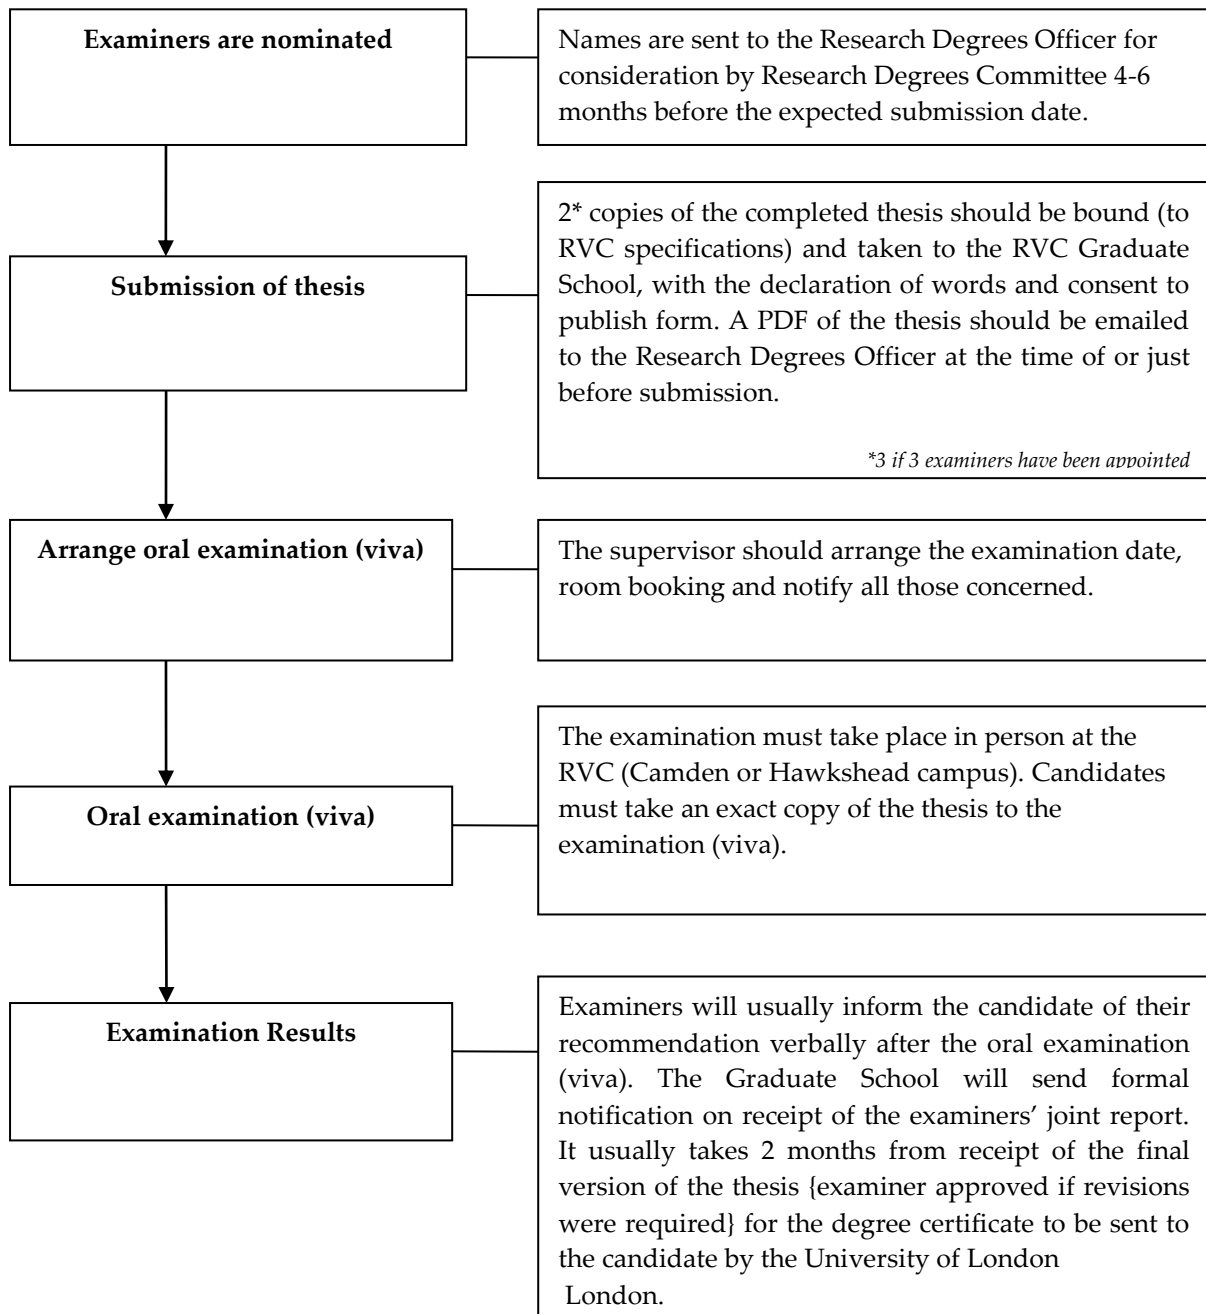 Examiners are nominated
Names are sent to the Research Degrees Officer for
consideration by Research Degrees Committee 4-6
months before the expected submission date.
Submission of thesis
2* copies of the completed thesis should be bound (to
RVC specifications) and taken to the RVC Graduate
School, with the declaration of words and consent to
publish form. A PDF of the thesis should be emailed
to the Research Degrees Officer at the time of or just
before submission.
*3 if 3 examiners have been appointed
Arrange oral examination (viva)
The supervisor should arrange the examination date,
room booking and notify all those concerned.
Oral examination (viva)
The examination must take place in person at the
RVC (Camden or Hawkshead campus). Candidates
must take an exact copy of the thesis to the
examination (viva).
Examination Results
Examiners will usually inform the candidate of their
recommendation verbally after the oral examination
(viva). The Graduate School will send formal
notification on receipt of the examiners’ joint report.
It usually takes 2 months from receipt of the final
version of the thesis {examiner approved if revisions
were required} for the degree certificate to be sent to
the candidate by the University of London
London.